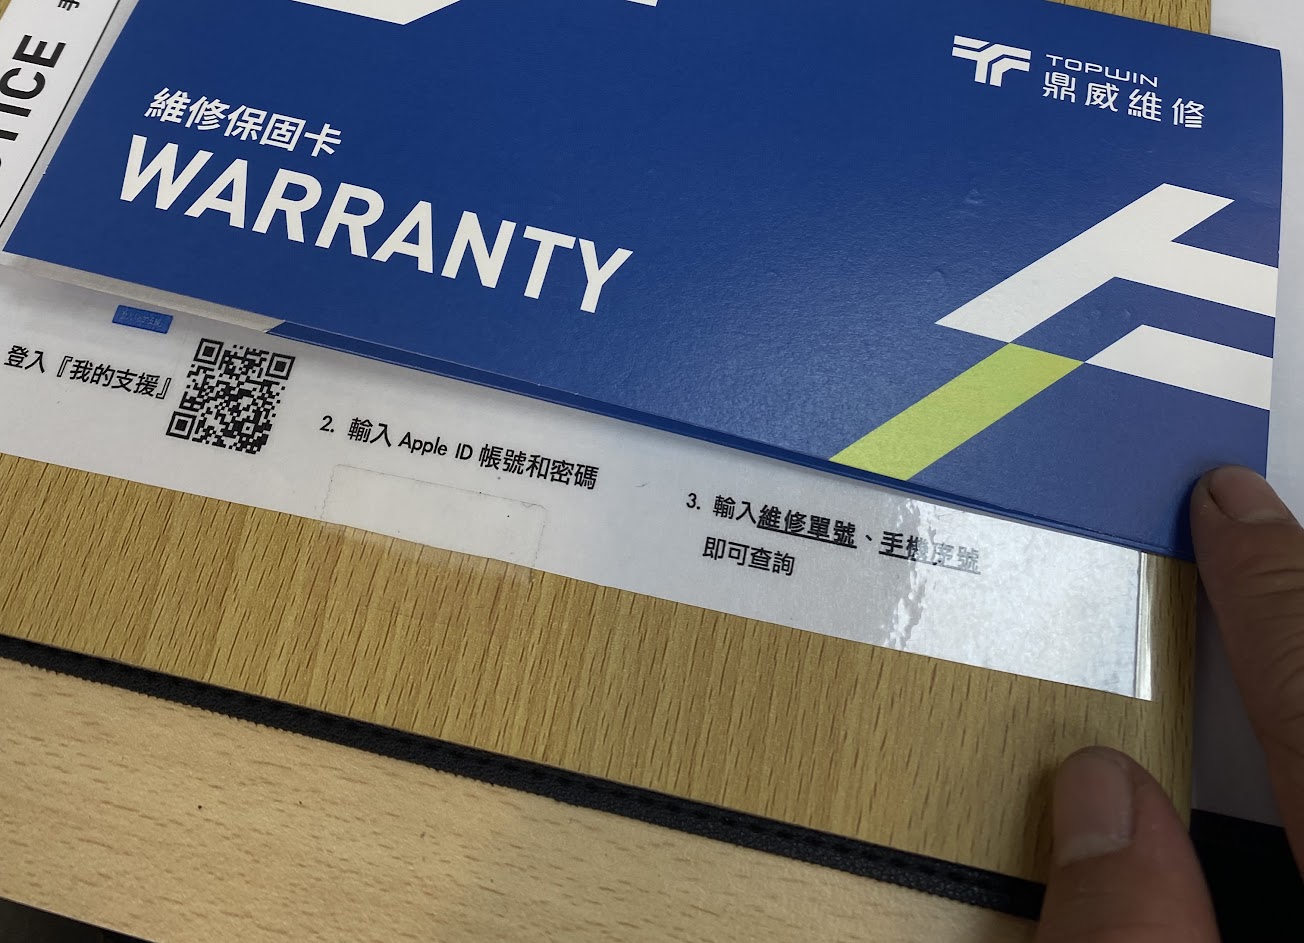 TICE
TOPWIN
鼎威維修
維修保固卡
WARRANTY
登入『我的支援』
2. 輸入 Apple ID 帳號和密碼
3. 輸入維修單號、手機序號
即可查詢